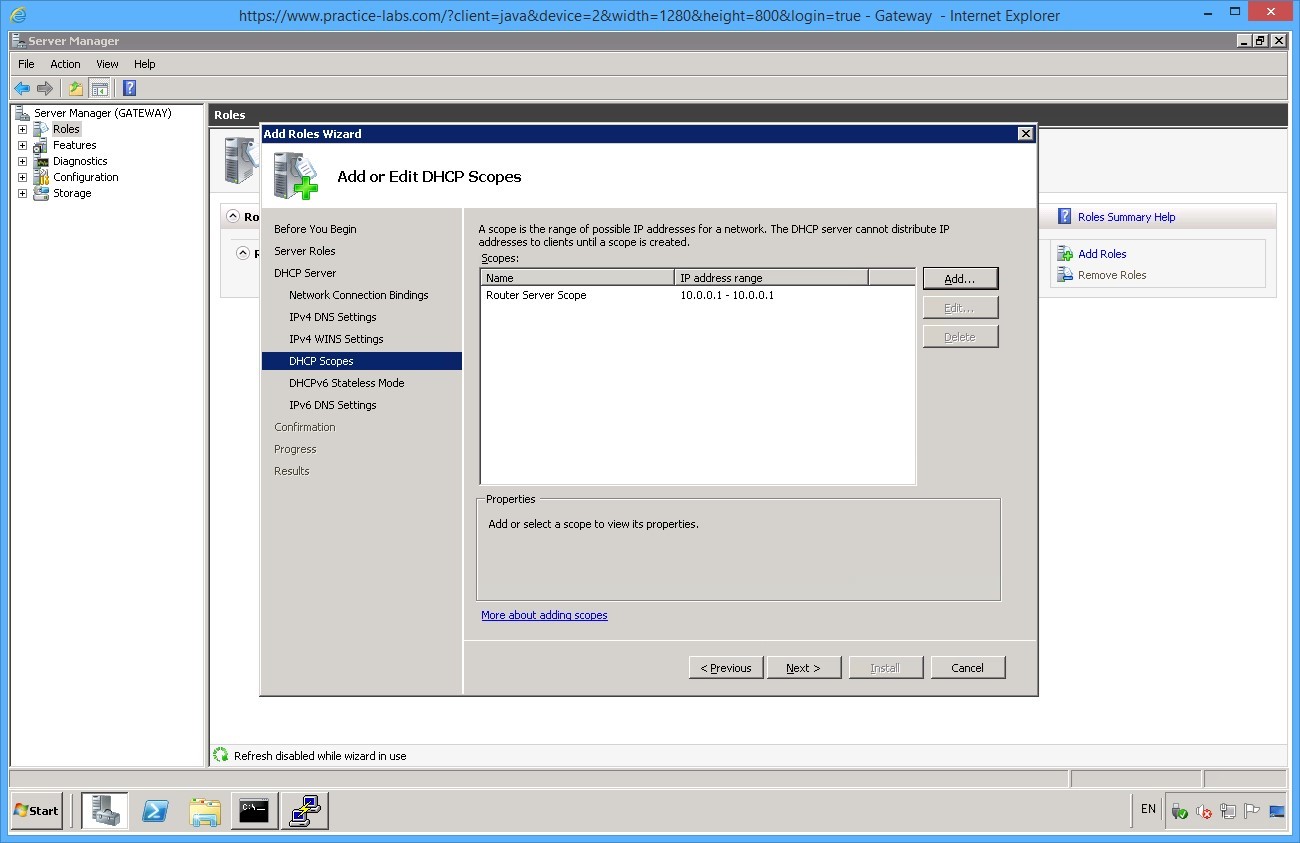 https://www.practice-labs.com/?client=java&device=2&width=1280&height=800&login=true - Gateway - Internet Explorer
Server Manager
File Action View Help
Server Manager (GATEWAY)
Roles
Features
Diagnostics
Configuration
Storage
Roles
Ro
Add Roles Wizard
Add or Edit DHCP Scopes
Before You Begin
Server Roles
DHCP Server
Network Connection Bindings
IPv4 DNS Settings
IPv4 WINS Settings
DHCP Scopes
DHCPv6 Stateless Mode
IPv6 DNS Settings
Confirmation
Progress
Results
A scope is the range of possible IP addresses for a network. The DHCP server cannot distribute IP
addresses to clients until a scope is created.
Scopes:
Name IP address range
Router Server Scope 10.0.0.1 - 10.0.0.1
Add...
Edit...
Delete
Properties
Add or select a scope to view its properties.
More about adding scopes
< Previous Next > Install Cancel
Roles Summary Help
Add Roles
Remove Roles
Refresh disabled while wizard in use
Start
C:\
EN